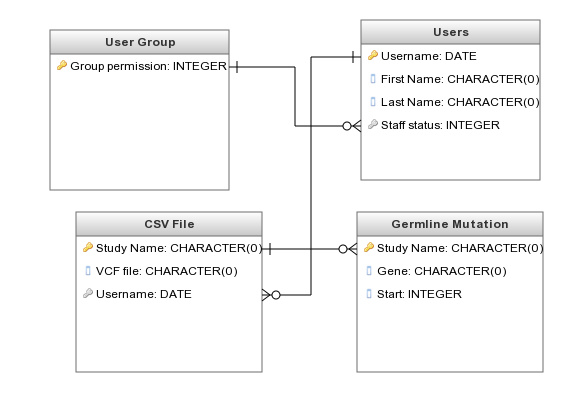 User Group
Group permission: INTEGER
Users
Username: DATE
First Name: CHARACTER(0)
Last Name: CHARACTER(0)
Staff status: INTEGER
CSV File
Study Name: CHARACTER(0)
VCF file: CHARACTER(0)
Username: DATE
Germline Mutation
Study Name: CHARACTER(0)
Gene: CHARACTER(0)
Start: INTEGER